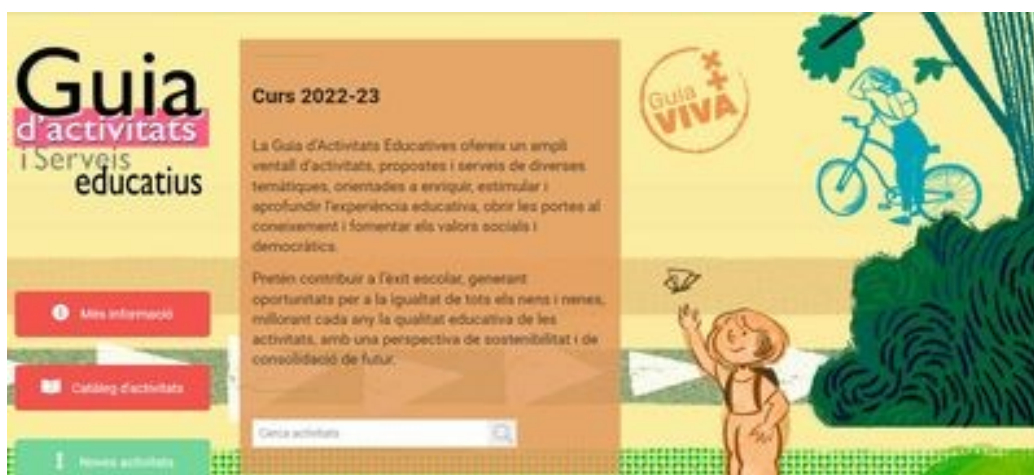 Guia
d'activitats
i Serveis
educatius
Curs 2022-23
La Guia d'Activitats Educatives ofereix un ampli
ventall d'activitats, propostes i serveis de diverses
temàtiques, orientades a enriquir, estimular i
aprofundir l'experiència educativa, obrir les portes al
coneixement i fomentar els valors socials i
democràtics.
Pretén contribuir a l'èxit escolar, generant
oportunitats per a la igualtat de tots els nens i nenes,
millorant cada any la qualitat educativa de les
activitats, amb una perspectiva de sostenibilitat i de
consolidació de futur.
Cerca activitats
Més informació
Catàleg d'activitats
Noves activitats
Guia
VIVA